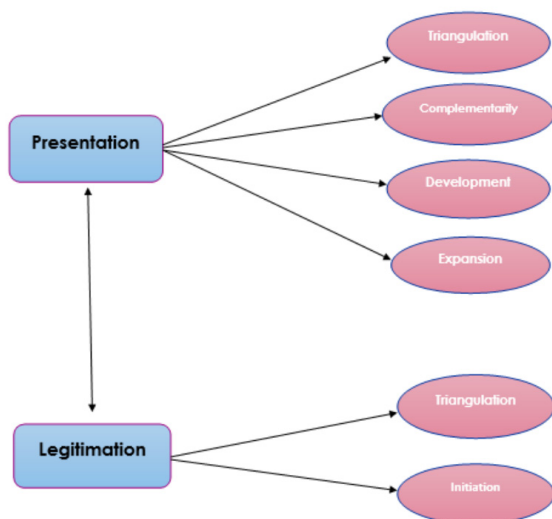 Triangulation
Complementarily
Presentation
Development
Expansion
Triangulation
Legitimation
Initiation